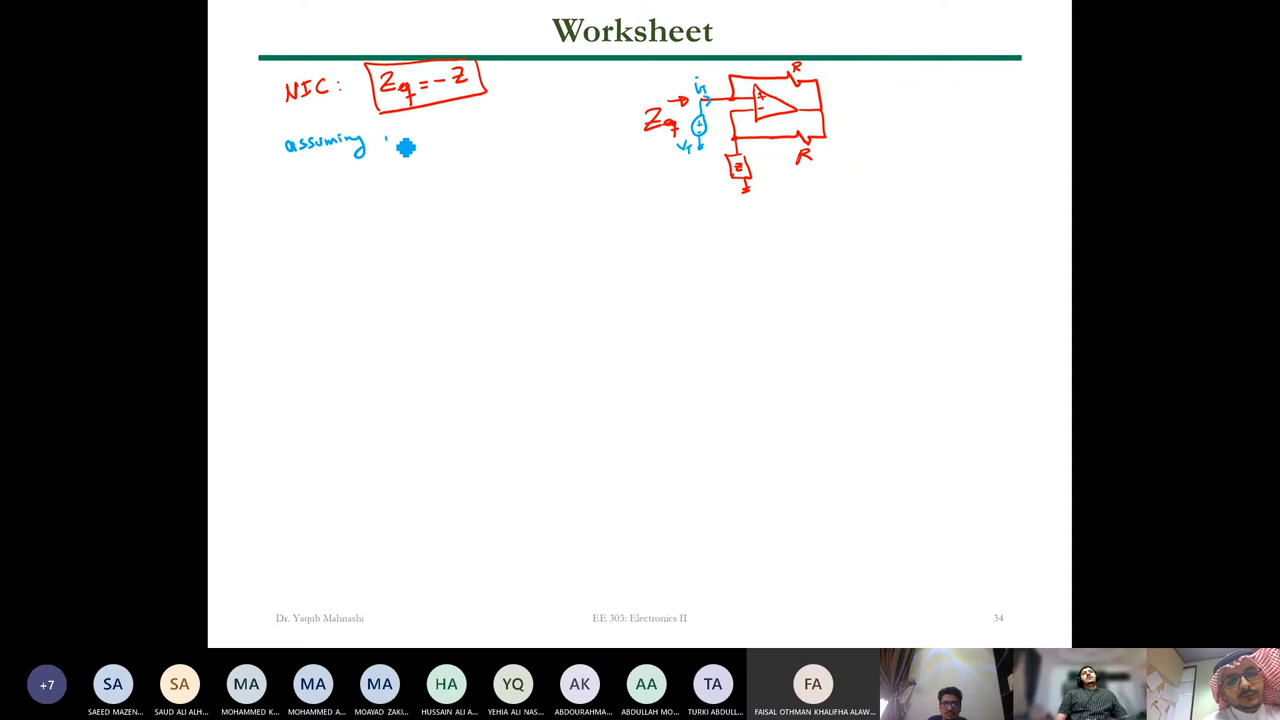 Worksheet
NIC: Zeq = - Z
assuming
iT
Zeq
VT
R
+
-
R
Z
Dr. Yaqub Mahnashi
EE 303: Electronics II
34
+7
SA
SAEED MAZEN...
SA
SAUD ALI ALH...
MA
MOHAMMED K...
MA
MOHAMMED A...
MA
MOAYAD ZAKI...
HA
HUSSAIN ALI A...
YQ
YEHIA ALI NAS...
AK
ABDOURAHMA...
AA
ABDULLAH MO...
TA
TURKI ABDULL...
FA
FAISAL OTHMAN KHALIFHA ALAW...